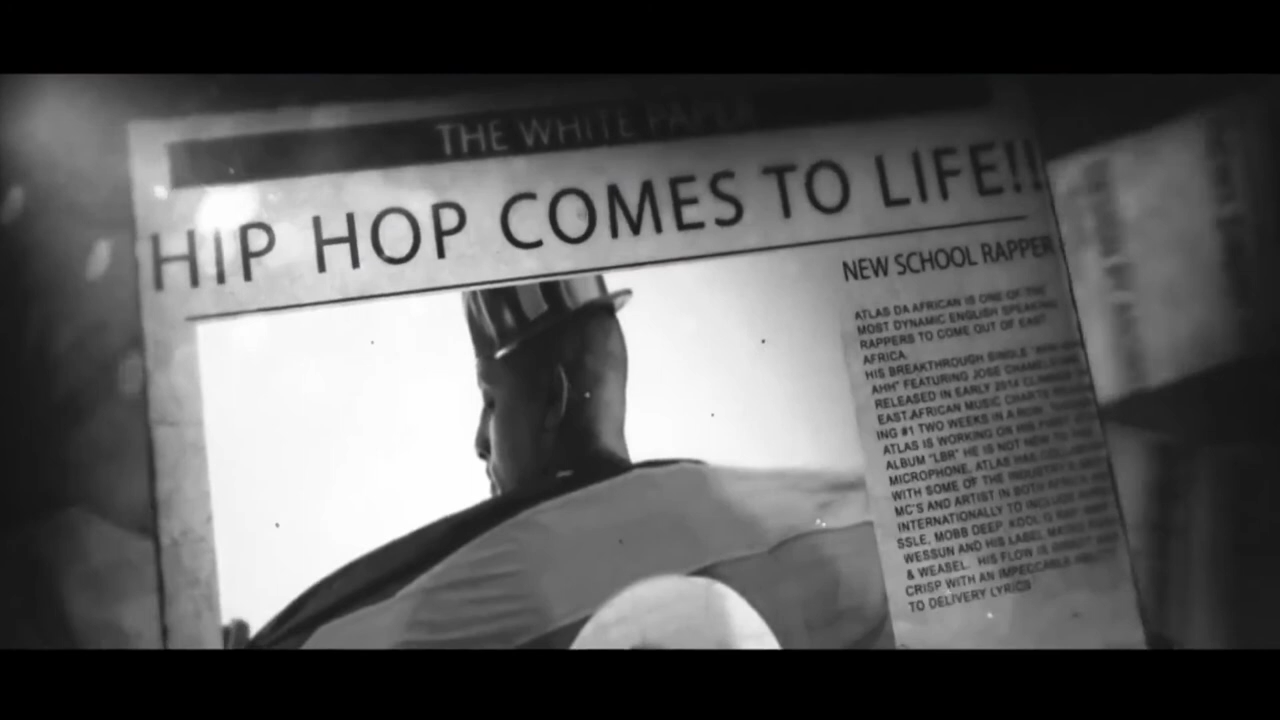 THE WHITE PAPER
HIP HOP COMES TO LIFE!!
NEW SCHOOL RAPPER
ATLAS DA AFRICAN IS ONE OF THE
MOST DYNAMIC ENGLISH SPEAKING
RAPPERS TO COME OUT OF EAST
AFRICA.
HIS BREAKTHROUGH SINGLE
AHH" FEATURING JOSE
RELEASED IN EARLY 2014
EAST AFRICAN MUSIC CHARTS
ING #1 TWO WEEKS IN A ROW.
ATLAS IS WORKING ON HIS FIRST
ALBUM "LBR" HE IS NOT NEW TO
MICROPHONE, ATLAS HAS
WITH SOME OF THE
MC'S AND ARTIST IN BOTH AFRICA
INTERNATIONALLY TO INCLUDE
SSLE, MOBB DEEP, KOOL G RAP,
WESSUN AND HIS LABEL
& WEASEL. HIS FLOW IS
CRISP WITH AN IMPECCABLE
TO DELIVERY LYRICS